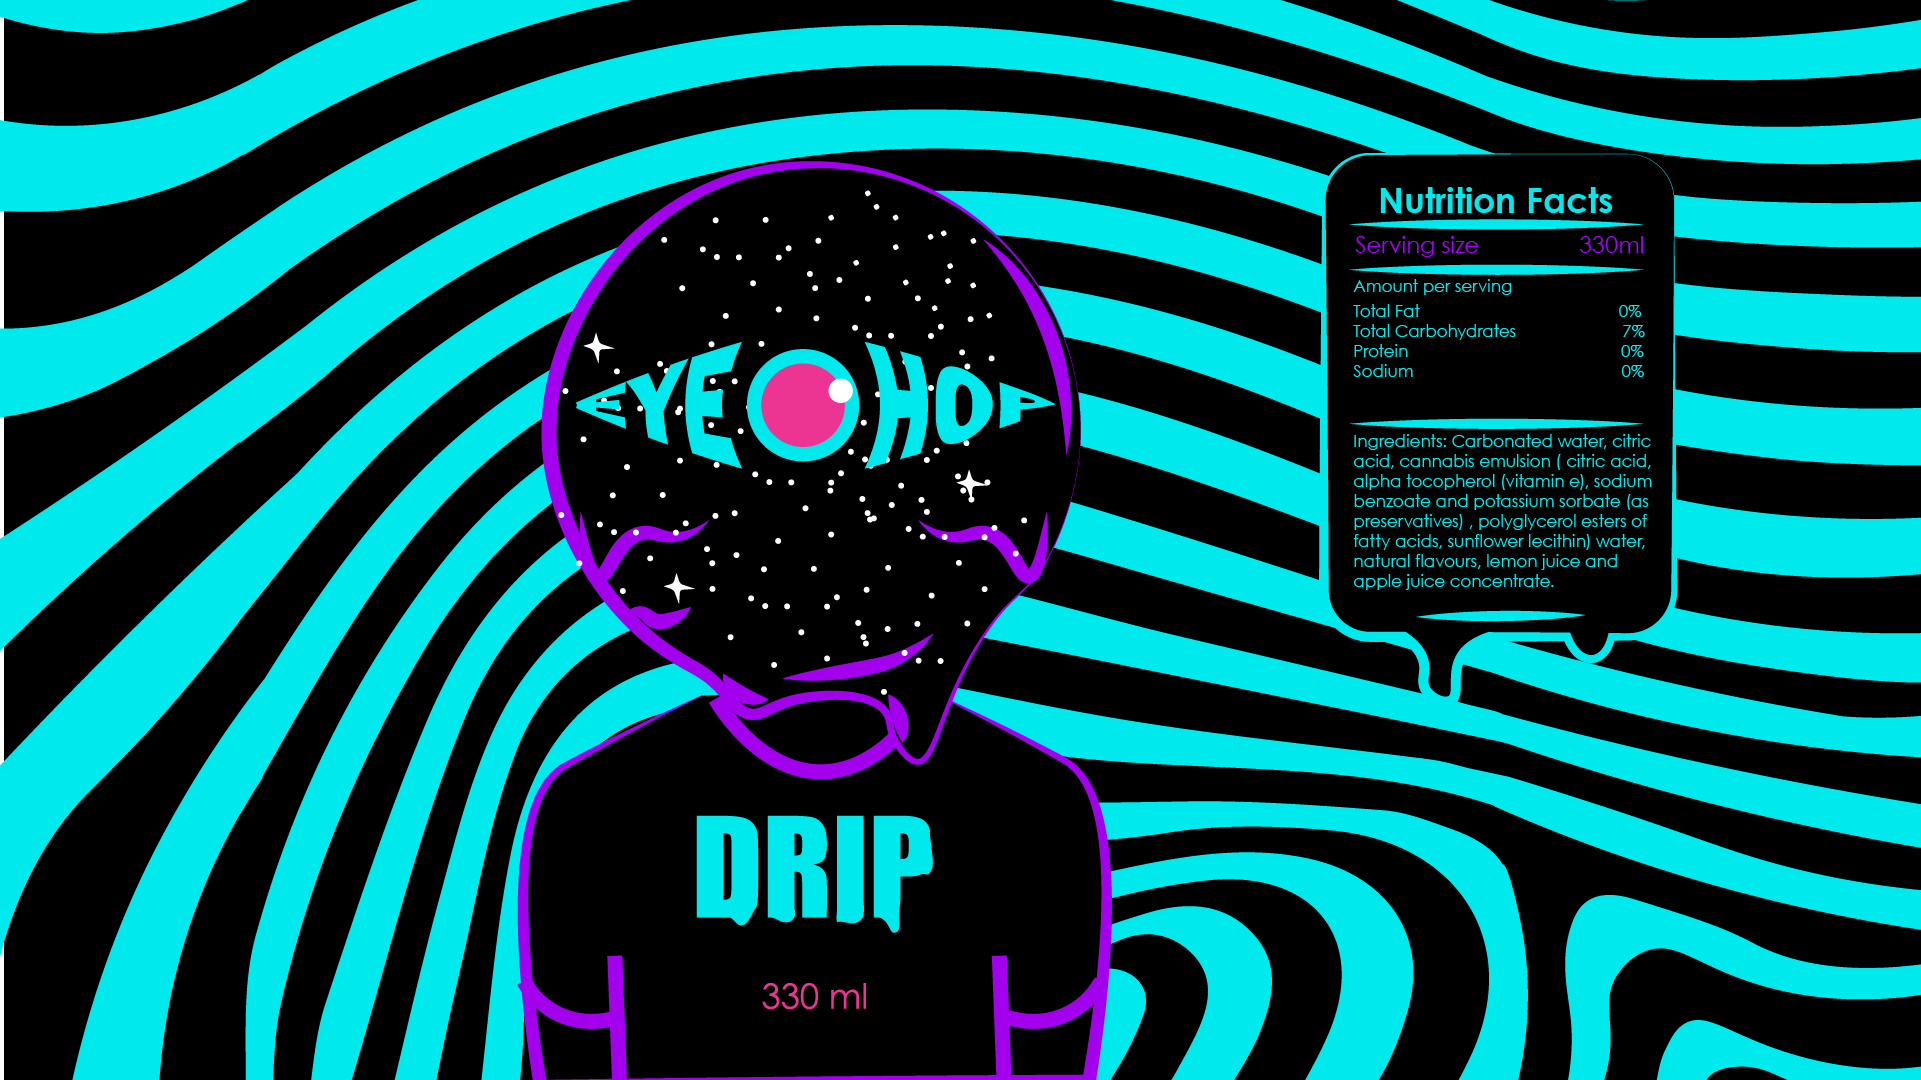 EYE HOP
DRIP
330 ml
Nutrition Facts
Serving size 330ml
Amount per serving
Total Fat 0%
Total Carbohydrates 7%
Protein 0%
Sodium 0%
Ingredients: Carbonated water, citric
acid, cannabis emulsion ( citric acid,
alpha tocopherol (vitamin e), sodium
benzoate and potassium sorbate (as
preservatives) , polyglycerol esters of
fatty acids, sunflower lecithin) water,
natural flavours, lemon juice and
apple juice concentrate.